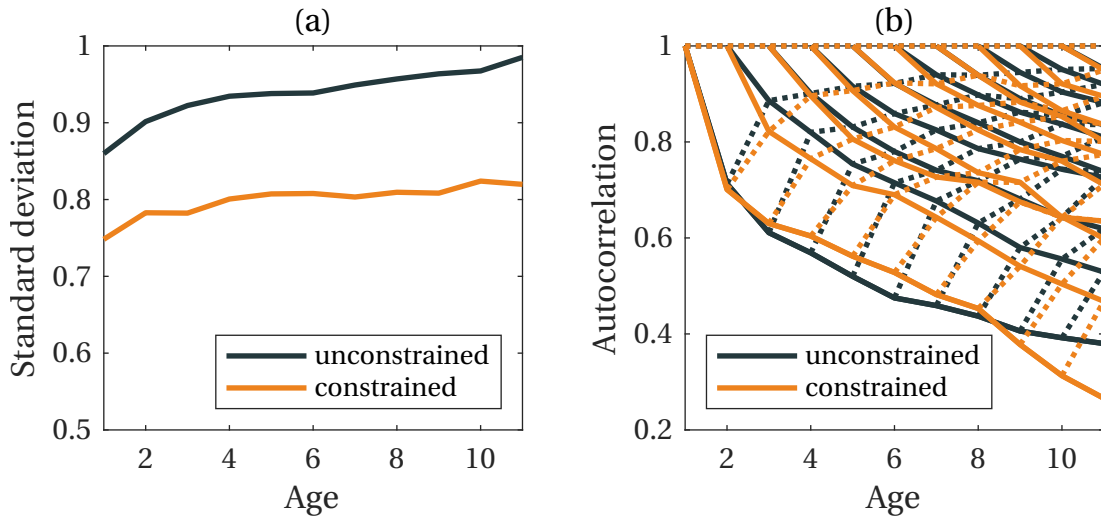 (a)
Standard deviation
1
0.9
0.8
0.7
0.6
0.5
unconstrained
constrained
2 4 6 8 10
Age
(b)
Autocorrelation
1
0.8
0.6
0.4
0.2
unconstrained
constrained
2 4 6 8 10
Age